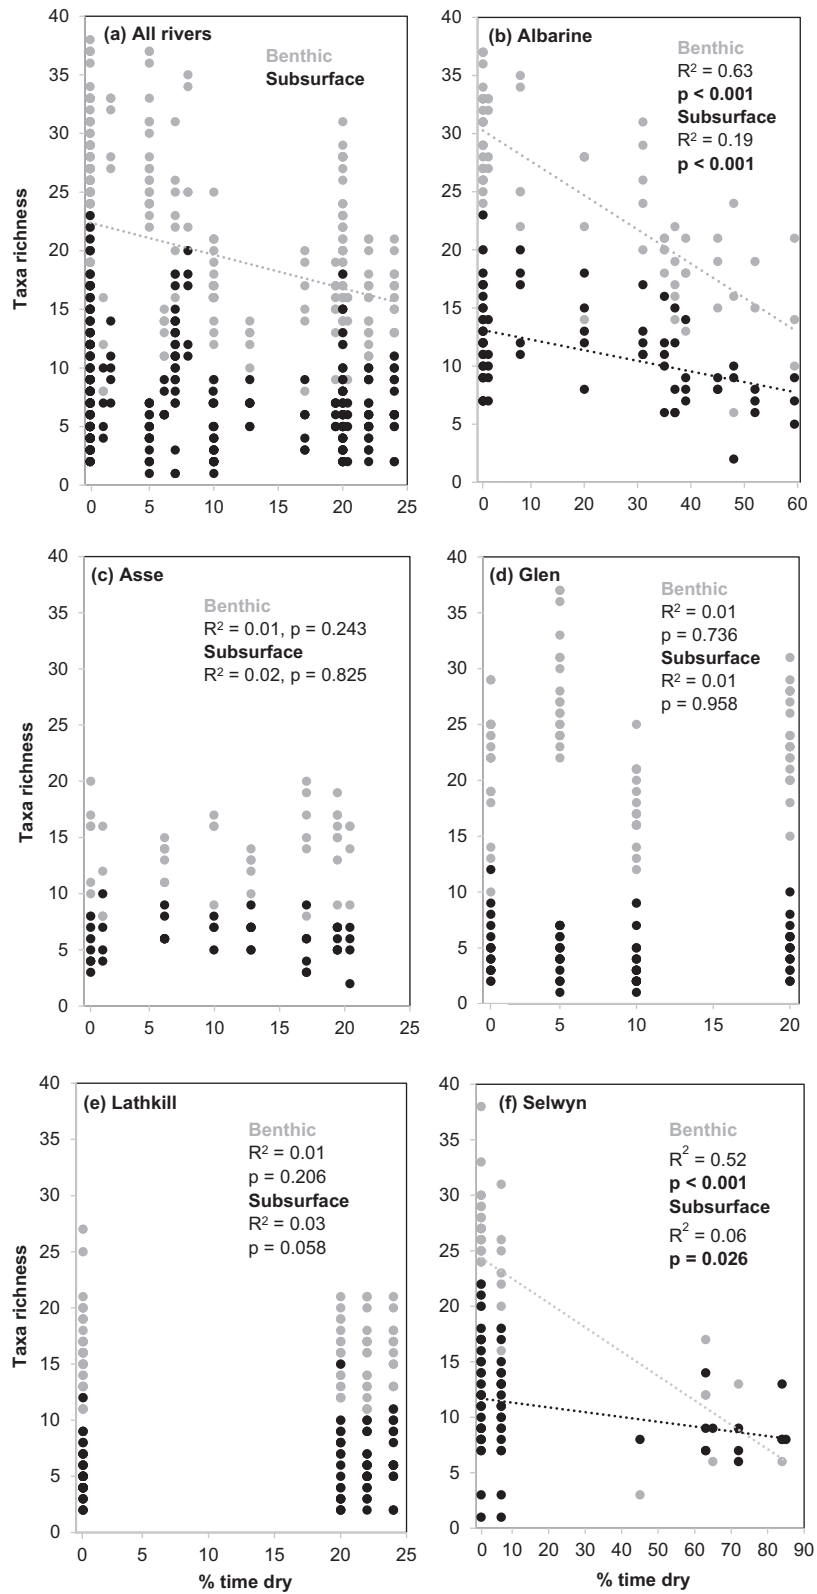 (a) All rivers
Benthic
Subsurface
Taxa richness
40
35
30
25
20
15
10
5
0
0 5 10 15 20 25
(b) Albarine
Benthic
R² = 0.63
p < 0.001
Subsurface
R² = 0.19
p < 0.001
40
35
30
25
20
15
10
5
0
0 10 20 30 40 50 60
(c) Asse
Benthic
R² = 0.01, p = 0.243
Subsurface
R² = 0.02, p = 0.825
Taxa richness
40
35
30
25
20
15
10
5
0
0 5 10 15 20 25
(d) Glen
Benthic
R² = 0.01
p = 0.736
Subsurface
R² = 0.01
p = 0.958
40
35
30
25
20
15
10
5
0
0 5 10 15 20
(e) Lathkill
Benthic
R² = 0.01
p = 0.206
Subsurface
R² = 0.03
p = 0.058
Taxa richness
40
35
30
25
20
15
10
5
0
0 5 10 15 20 25
% time dry
(f) Selwyn
Benthic
R² = 0.52
p < 0.001
Subsurface
R² = 0.06
p = 0.026
40
35
30
25
20
15
10
5
0
0 10 20 30 40 50 60 70 80 90
% time dry